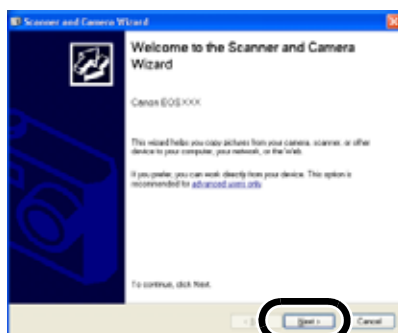 Scanner and Camera Wizard
Welcome to the Scanner and Camera
Wizard
Canon EOS XXX
This wizard helps you copy pictures from your camera, scanner, or other
device to your computer, your network, or the Web.
If you prefer, you can work directly from your device. This option is
recommended for advanced users only.
To continue, click Next.
Next >
Cancel